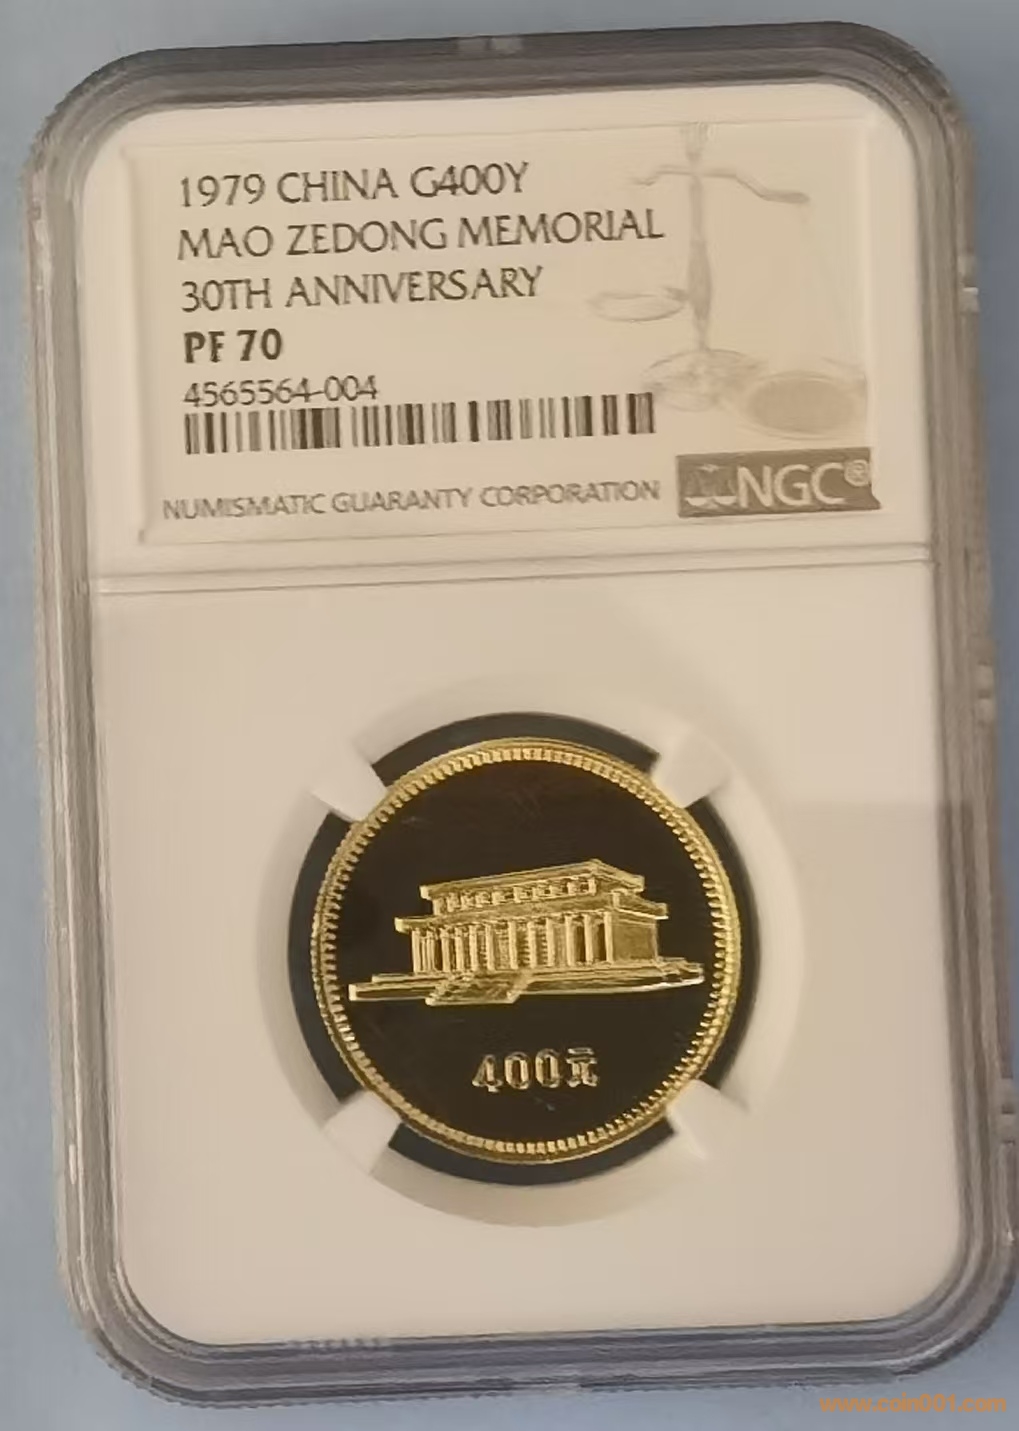 1979 CHINA G400Y
MAO ZEDONG MEMORIAL
30TH ANNIVERSARY
PF 70
4565564-004
NUMISMATIC GUARANTY CORPORATION
NGC®
400元
www.coin001.com